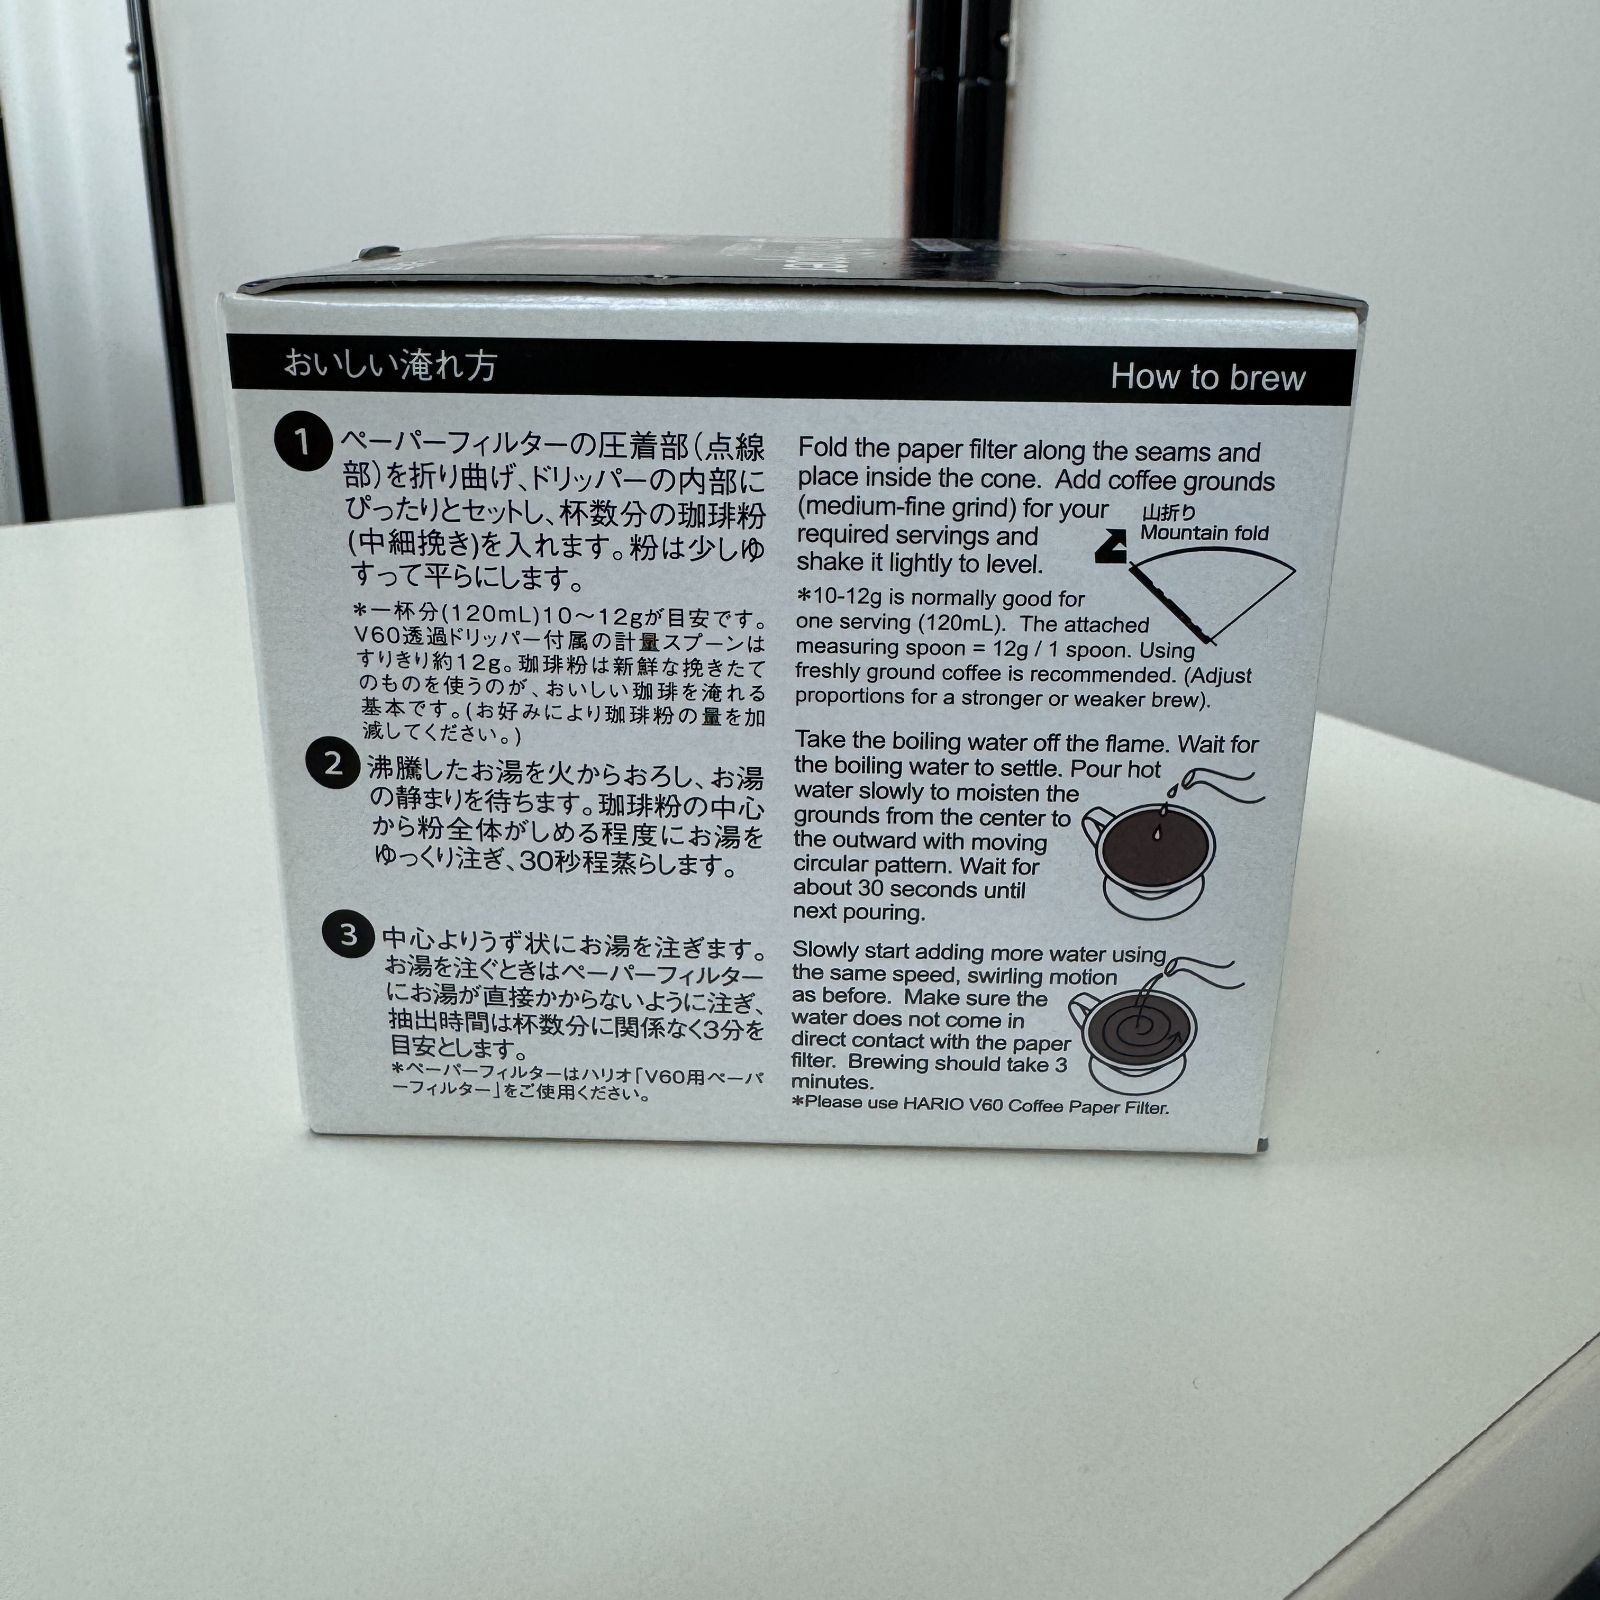 おいしい淹れ方
How to brew
1
ペーパーフィルターの圧着部(点線
部)を折り曲げ、ドリッパーの内部に
ぴったりとセットし、杯数分の珈琲粉
(中細挽き)を入れます。粉は少しゆ
すって平らにします。
*一杯分(120mL)10〜12gが目安です。
V60透過ドリッパー付属の計量スプーンは
すりきり約12g。珈琲粉は新鮮な挽きたて
のものを使うのが、おいしい珈琲を淹れる
基本です。(お好みにより珈琲粉の量を加
減してください。)
2
沸騰したお湯を火からおろし、お湯
の静まりを待ちます。珈琲粉の中心
から粉全体がしめる程度にお湯を
ゆっくり注ぎ、30秒程蒸らします。
3
中心よりうず状にお湯を注ぎます。
お湯を注ぐときはペーパーフィルター
にお湯が直接かからないように注ぎ、
抽出時間は杯数分に関係なく3分を
目安とします。
*ペーパーフィルターはハリオ「V60用ペーパ
ーフィルター」をご使用ください。
Fold the paper filter along the seams and
place inside the cone. Add coffee grounds
(medium-fine grind) for your
required servings and
shake it lightly to level.
山折り
Mountain fold
*10-12g is normally good for
one serving (120mL). The attached
measuring spoon = 12g / 1 spoon. Using
freshly ground coffee is recommended. (Adjust
proportions for a stronger or weaker brew).
Take the boiling water off the flame. Wait for
the boiling water to settle. Pour hot
water slowly to moisten the
grounds from the center to
the outward with moving
circular pattern. Wait for
about 30 seconds until
next pouring.
Slowly start adding more water using
the same speed, swirling motion
as before. Make sure the
water does not come in
direct contact with the paper
filter. Brewing should take 3
minutes.
*Please use HARIO V60 Coffee Paper Filter.